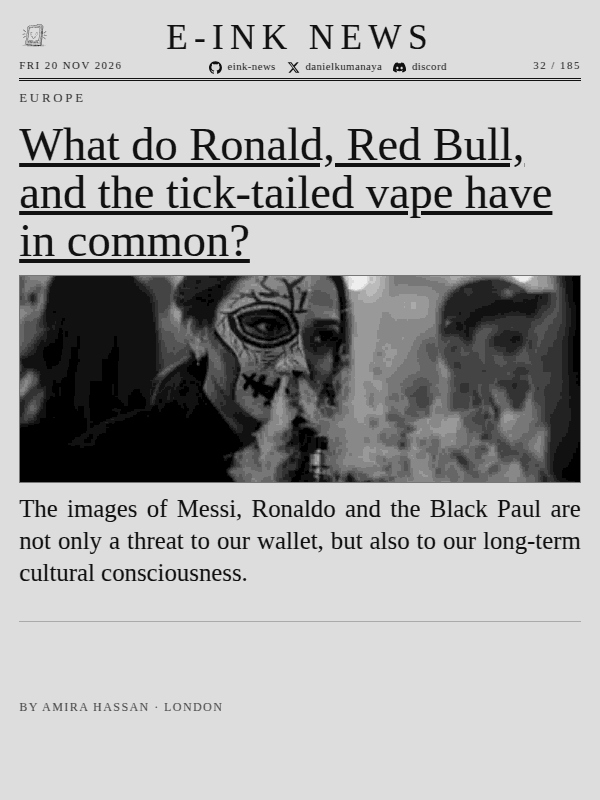 E-INK NEWS
FRI 20 NOV 2026
eink-news danielkumanaya discord
32 / 185
EUROPE
What do Ronald, Red Bull,
and the tick-tailed vape have
in common?
The images of Messi, Ronaldo and the Black Paul are
not only a threat to our wallet, but also to our long-term
cultural consciousness.
BY AMIRA HASSAN · LONDON